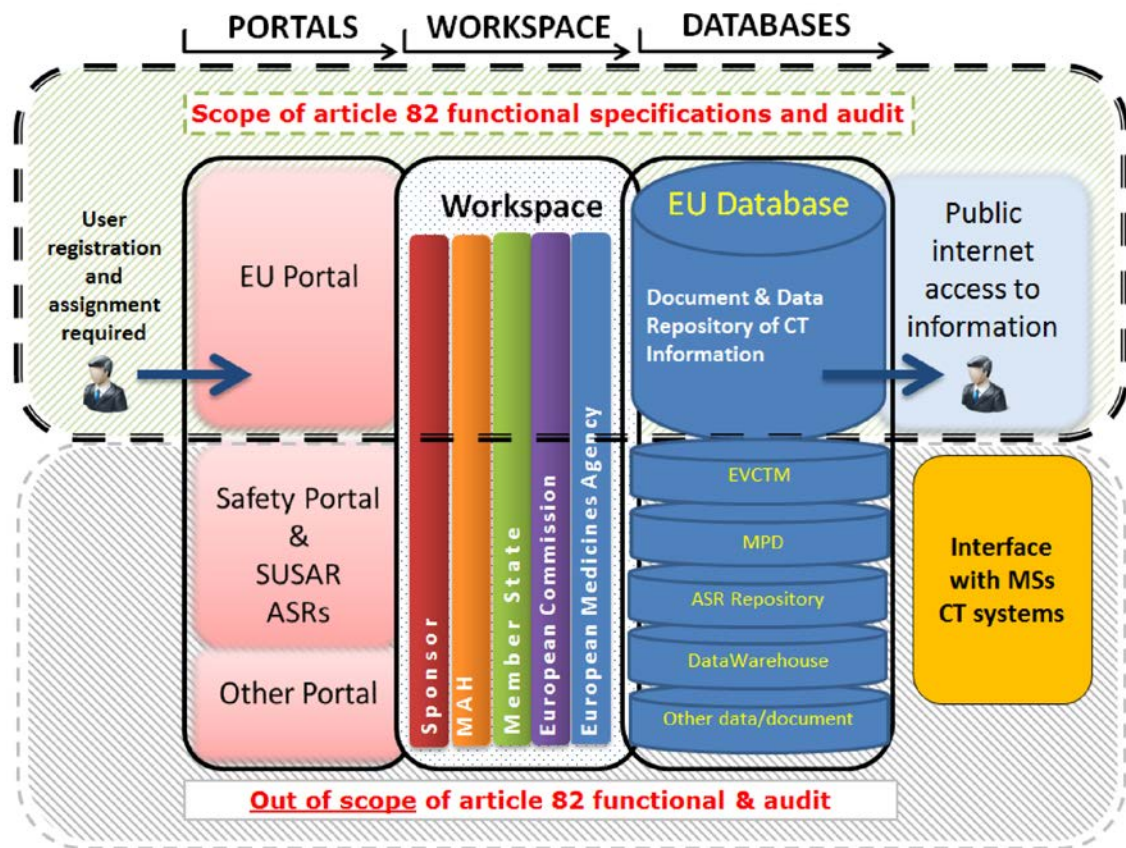 PORTALS
WORKSPACE
DATABASES
Scope of article 82 functional specifications and audit
User
registration
and
assignment
required
EU Portal
Safety Portal
&
SUSAR
ASRs
Other Portal
Workspace
Sponsor
MAH
Member State
European Commission
European Medicines Agency
EU Database
Document & Data
Repository of CT
Information
EVCTM
MPD
ASR Repository
DataWarehouse
Other data/document
Public
internet
access to
information
Interface
with MSs
CT systems
Out of scope of article 82 functional & audit